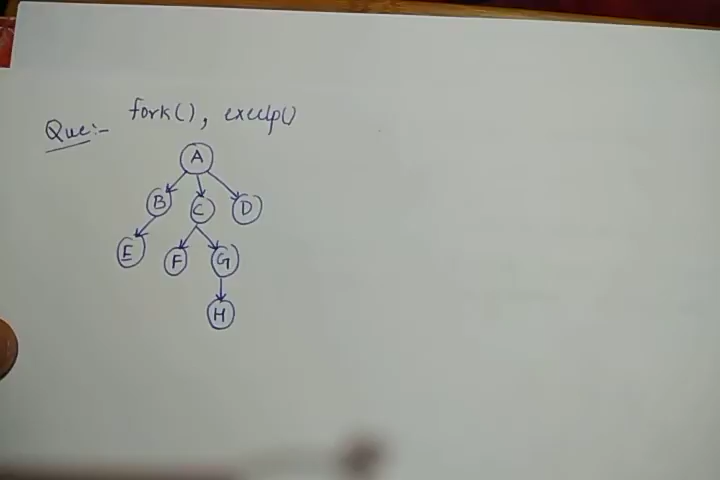 Que:- fork(), execlp()
A
B C D
E F G
H